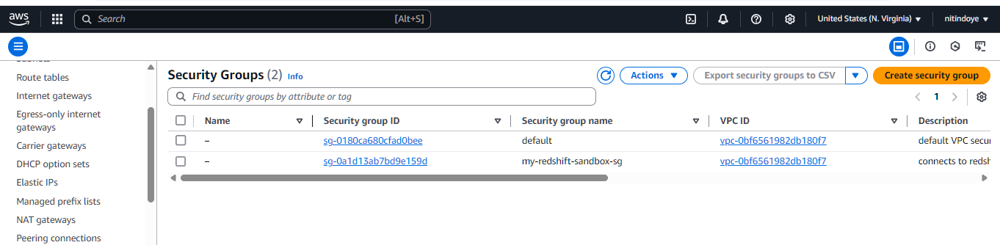 aws
Search [Alt+S] United States (N. Virginia) nitindoye
Route tables
Internet gateways
Egress-only internet
gateways
Carrier gateways
DHCP option sets
Elastic IPs
Managed prefix lists
NAT gateways
Peering connections
Security Groups (2) Info
Actions Export security groups to CSV Create security group
Find security groups by attribute or tag
1
Name Security group ID Security group name VPC ID Description
– sg-0180ca680cfad0bee default vpc-0bf6561982db180f7 default VPC secu
– sg-0a1d13ab7bd9e159d my-redshift-sandbox-sg vpc-0bf6561982db180f7 connects to redsh